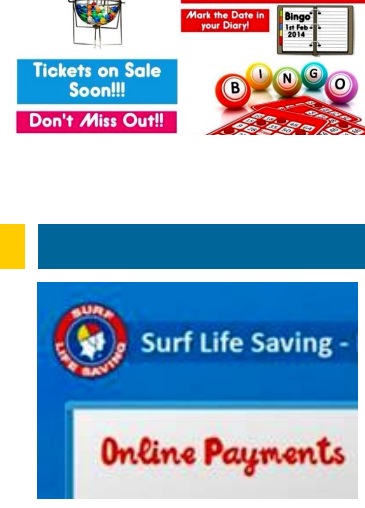 Mark the Date in
your Diary!
Bingo
1st Feb
2014
Tickets on Sale
Soon!!!
Don't Miss Out!!
B I N G O
SURF
LIFE SAVING
Surf Life Saving -
Online Payments